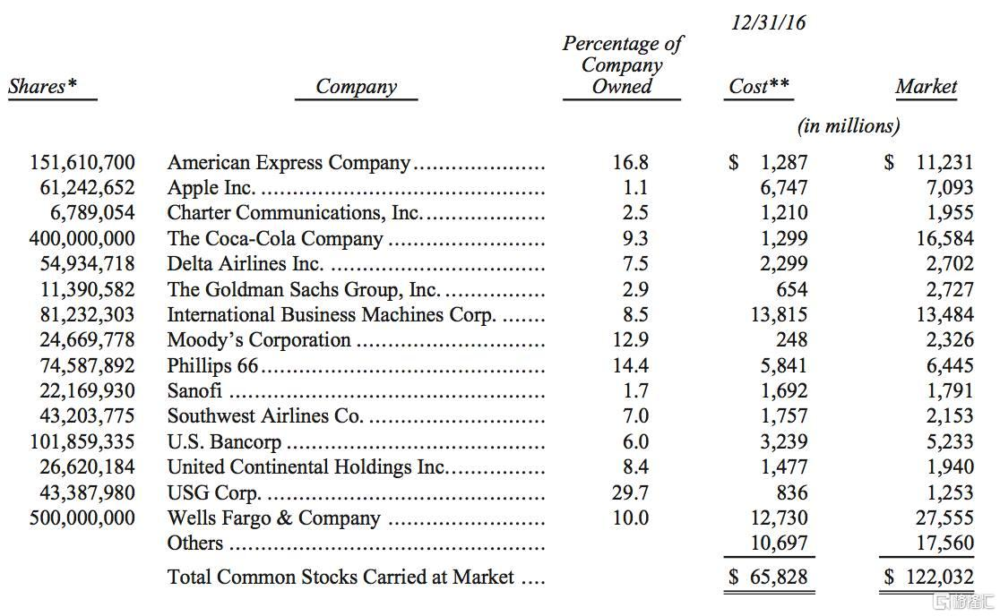 12/31/16
Percentage of
Company
Shares* Company Owned Cost** Market
(in millions)
151,610,700 American Express Company........................ 16.8 $ 1,287 $ 11,231
61,242,652 Apple Inc. .................................................... 1.1 6,747 7,093
6,789,054 Charter Communications, Inc....................... 2.5 1,210 1,955
400,000,000 The Coca-Cola Company ............................. 9.3 1,299 16,584
54,934,718 Delta Airlines Inc. ........................................ 7.5 2,299 2,702
11,390,582 The Goldman Sachs Group, Inc. ................... 2.9 654 2,727
81,232,303 International Business Machines Corp. ........ 8.5 13,815 13,484
24,669,778 Moody’s Corporation ................................... 12.9 248 2,326
74,587,892 Phillips 66..................................................... 14.4 5,841 6,445
22,169,930 Sanofi ........................................................... 1.7 1,692 1,791
43,203,775 Southwest Airlines Co. ................................. 7.0 1,757 2,153
101,859,335 U.S. Bancorp ................................................ 6.0 3,239 5,233
26,620,184 United Continental Holdings Inc................... 8.4 1,477 1,940
43,387,980 USG Corp. .................................................... 29.7 836 1,253
500,000,000 Wells Fargo & Company ............................. 10.0 12,730 27,555
Others ........................................................... 10,697 17,560
Total Common Stocks Carried at Market .... $ 65,828 $ 122,032
格隆汇